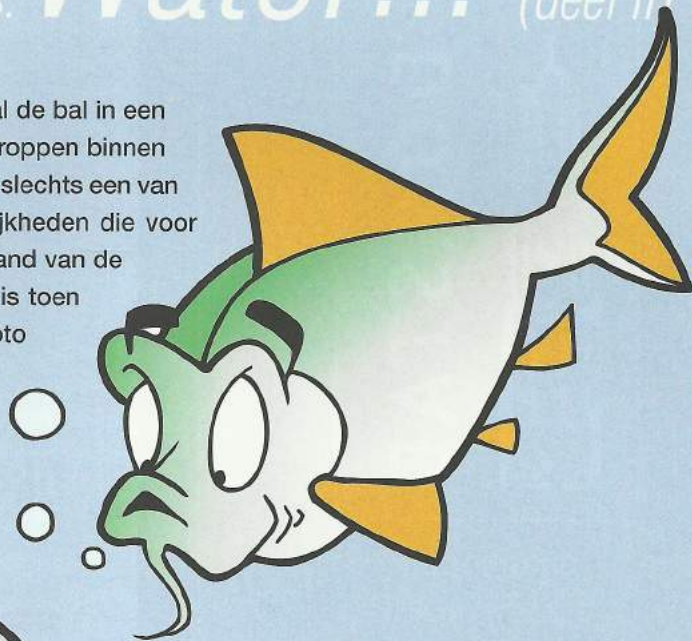 (deel II
al de bal in een
roppen binnen
slechts een van
jkheden die voor
and van de
is toen
oto